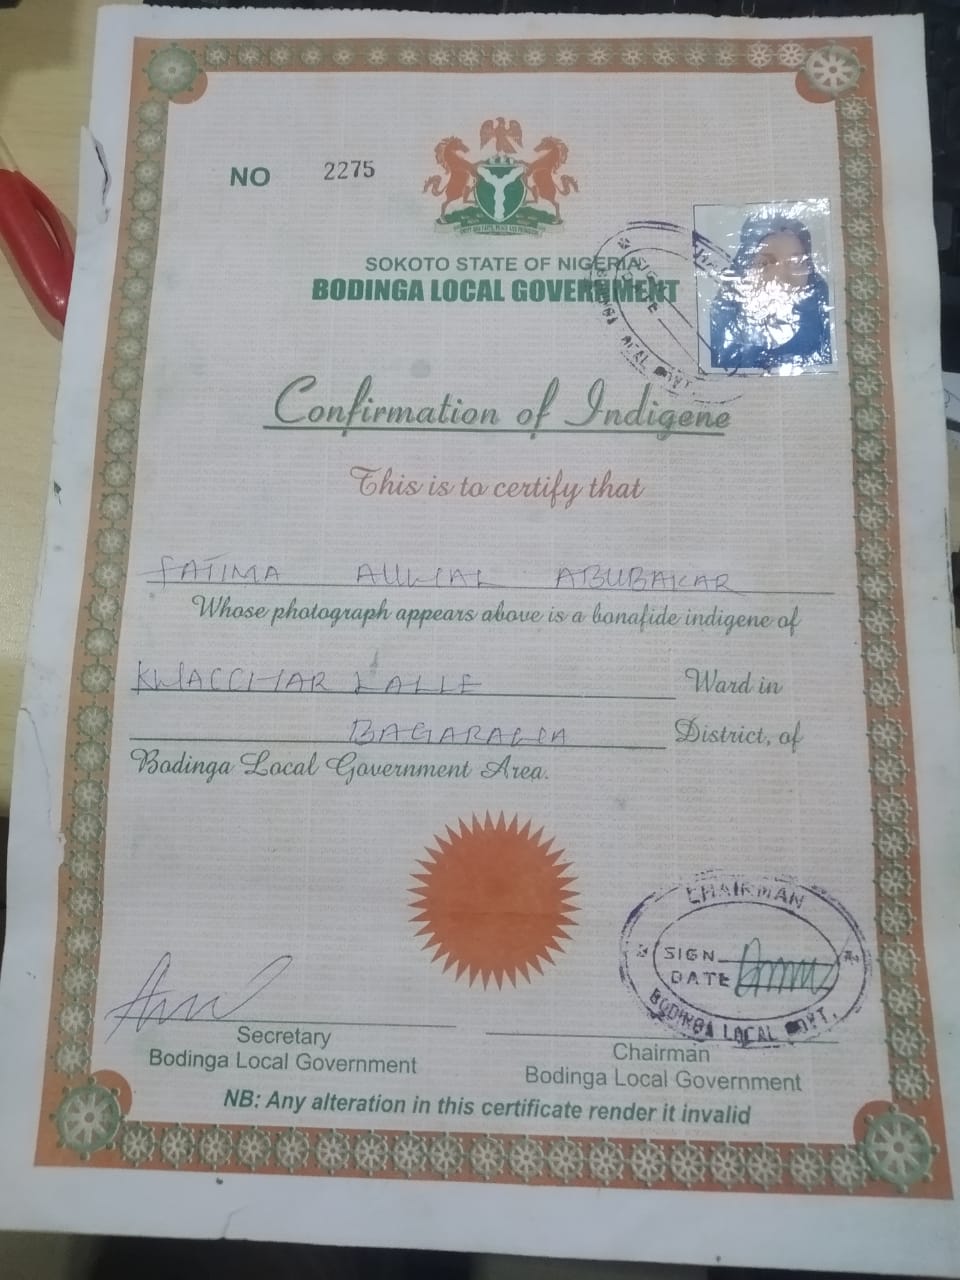 NO 2275
SOKOTO STATE OF NIGERIA
BODINGA LOCAL GOVERNMENT
Confirmation of Indigene
This is to certify that
FATIMA AUWAL ABUBAKAR
Whose photograph appears above is a bonafide indigene of
KWACCIYAR LALLE Ward in
BAGARAWA District, of
Bodinga Local Government Area.
CHAIRMAN
SIGN
DATE
BODINGA LOCAL GOVT.
Secretary
Bodinga Local Government
Chairman
Bodinga Local Government
NB: Any alteration in this certificate render it invalid